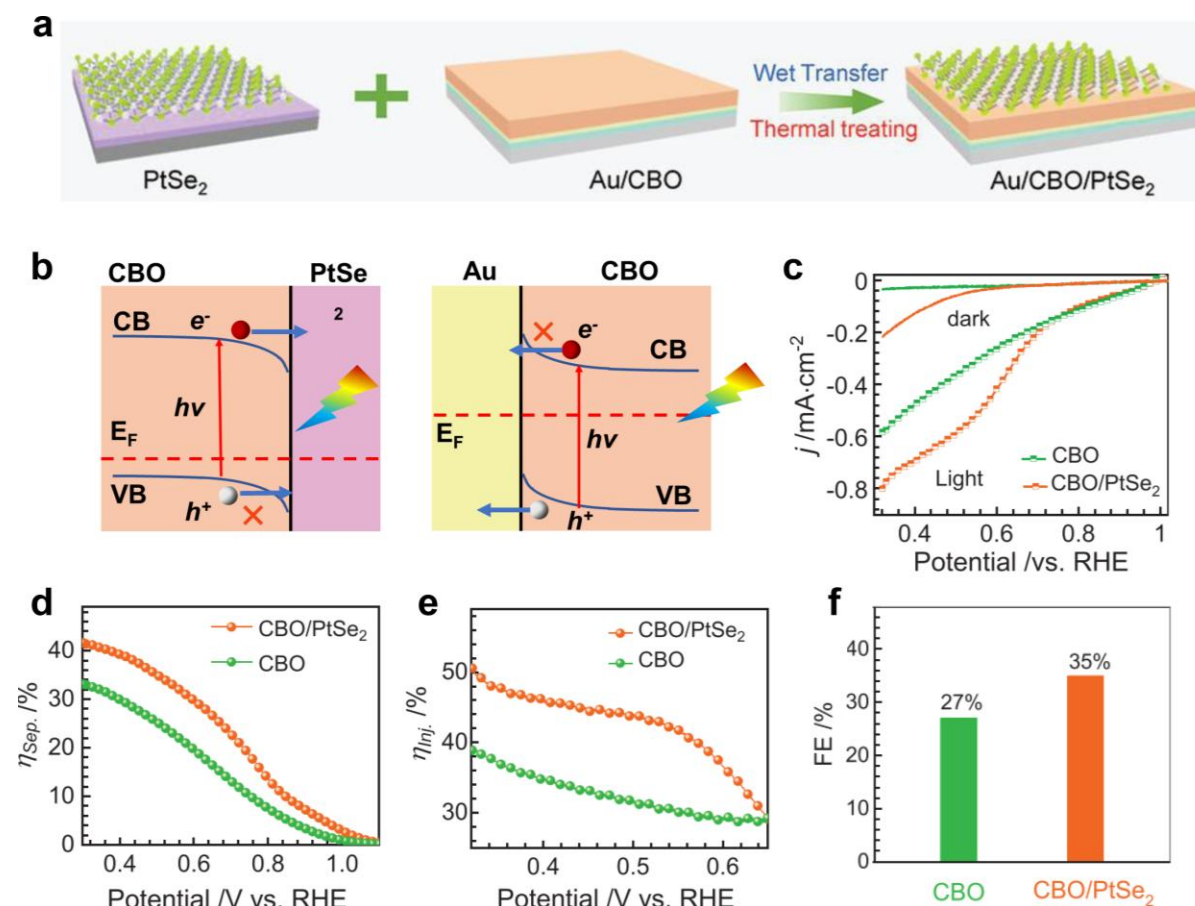 a
Wet Transfer
Thermal treating
PtSe2
Au/CBO
Au/CBO/PtSe2
b
CBO
PtSe
2
CB
e-
hv
EF
VB
h+
Au
CBO
e-
CB
EF
hv
VB
h+
c
0
-0.2
-0.4
-0.6
-0.8
j /mA·cm-2
dark
CBO
CBO/PtSe2
Light
0.4 0.6 0.8 1
Potential /vs. RHE
d
40
30
20
10
0
ηSep. /%
CBO/PtSe2
CBO
0.4 0.6 0.8 1.0
Potential /V vs. RHE
e
50
40
30
ηInj. /%
CBO/PtSe2
CBO
0.4 0.5 0.6
Potential /V vs. RHE
f
40
30
20
10
0
FE /%
27%
35%
CBO
CBO/PtSe2